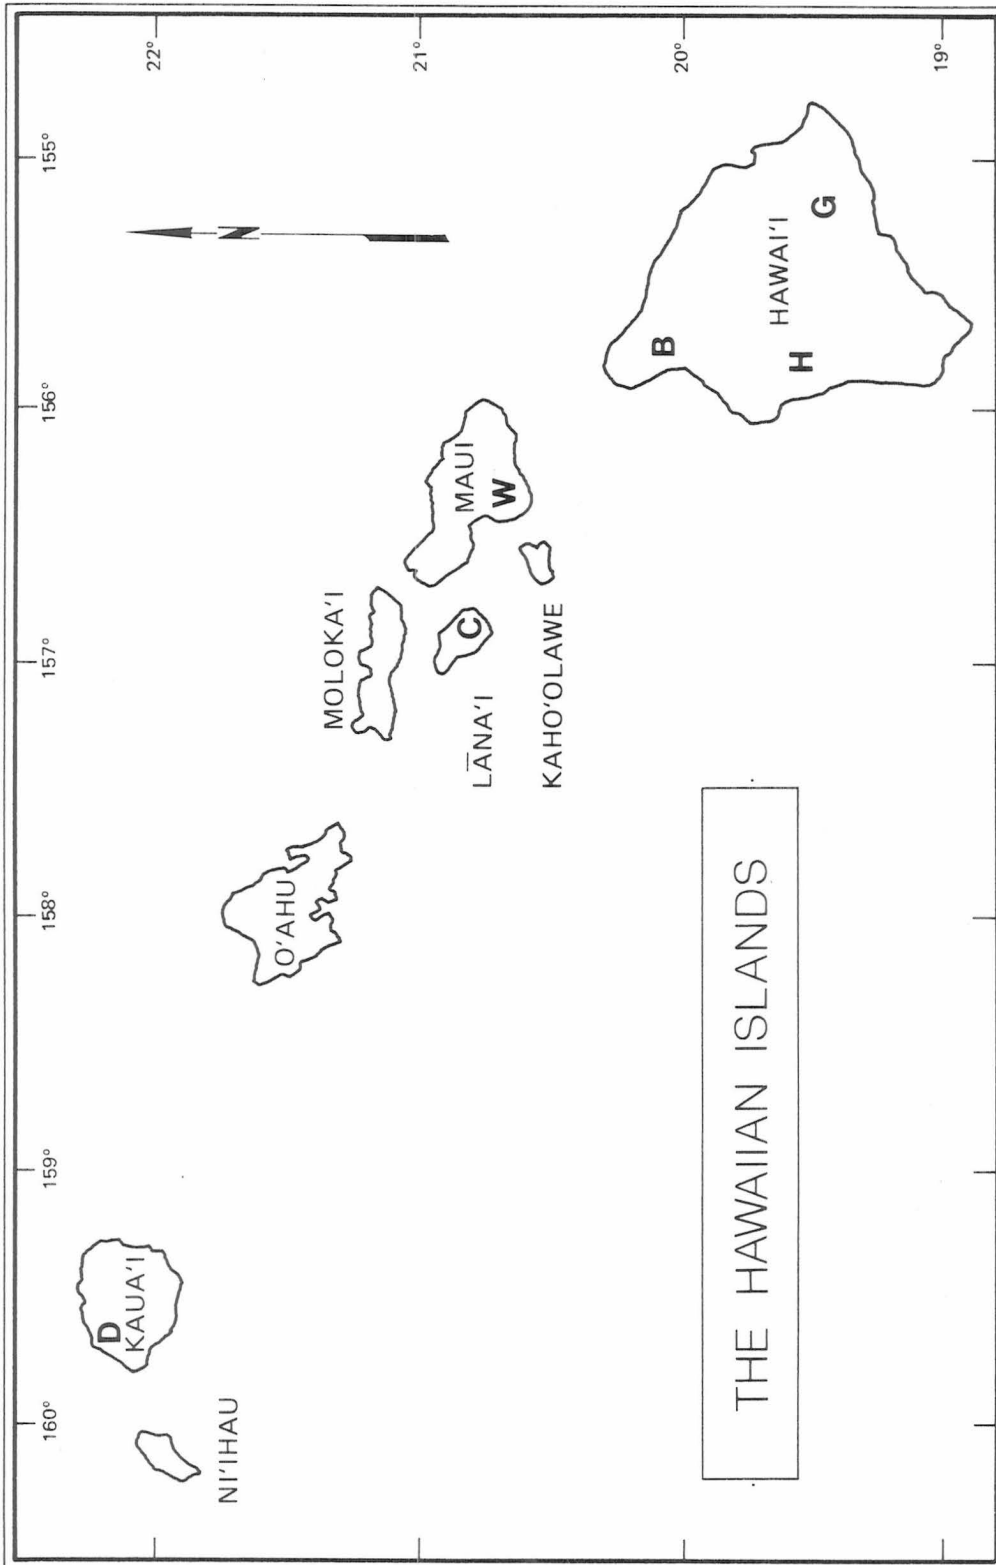 160°
159°
158°
157°
156°
155°
22°
21°
20°
19°
N
D
KAUA'I
NI'IHAU
O'AHU
MOLOKA'I
MAUI
W
LĀNA'I
C
KAHO'OLAWE
B
HAWAI'I
H
G
THE HAWAIIAN ISLANDS